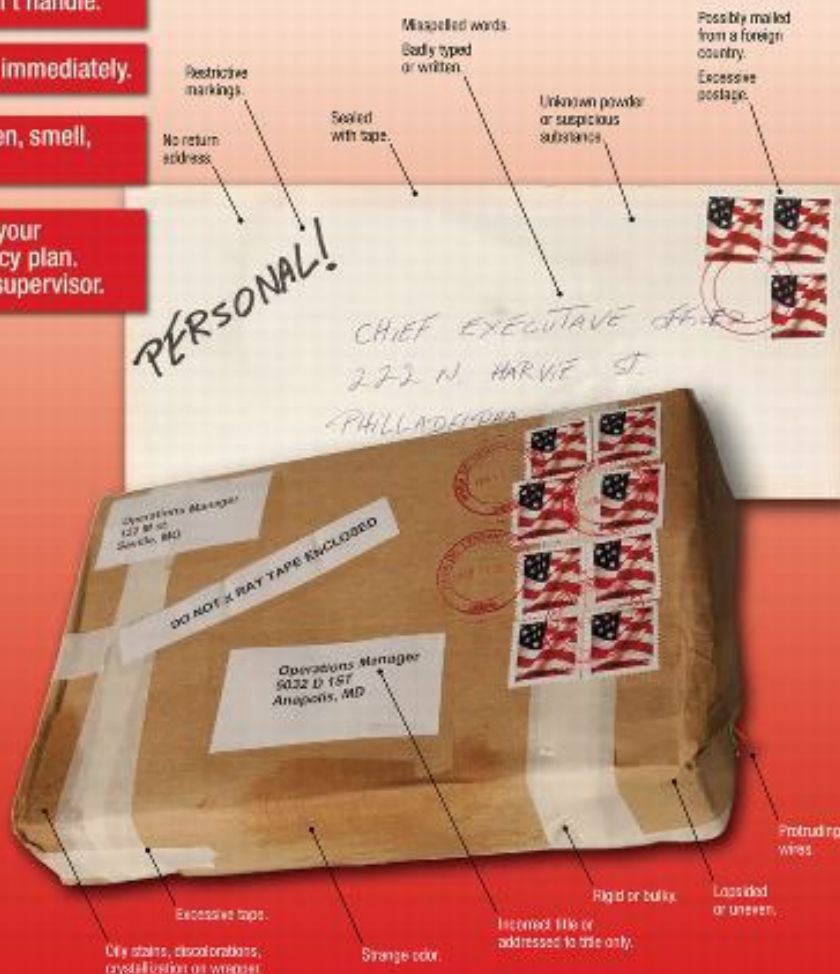 n't handle.
immediately.
en, smell,
your
cy plan.
supervisor.
Restrictive
markings.
No return
address.
Sealed
with tape.
Misspelled words.
Badly typed
or written.
Unknown powder
or suspicious
substance.
Possibly mailed
from a foreign
country.
Excessive
postage.
PERSONAL!
CHIEF EXECUTAVE OFFICER
222 N. HARVIE ST.
PHILLADELPHA
Operations Manager
Seville, MD
DO NOT X RAY TAPE ENCLOSED
Operations Manager
5032 D 1ST
Anapolis, MD
Protruding
wires.
Lopsided
or uneven.
Rigid or bulky.
Incorrect title or
addressed to title only.
Strange odor.
Excessive tape.
Oily stains, discolorations,
crystallization on wrapper.